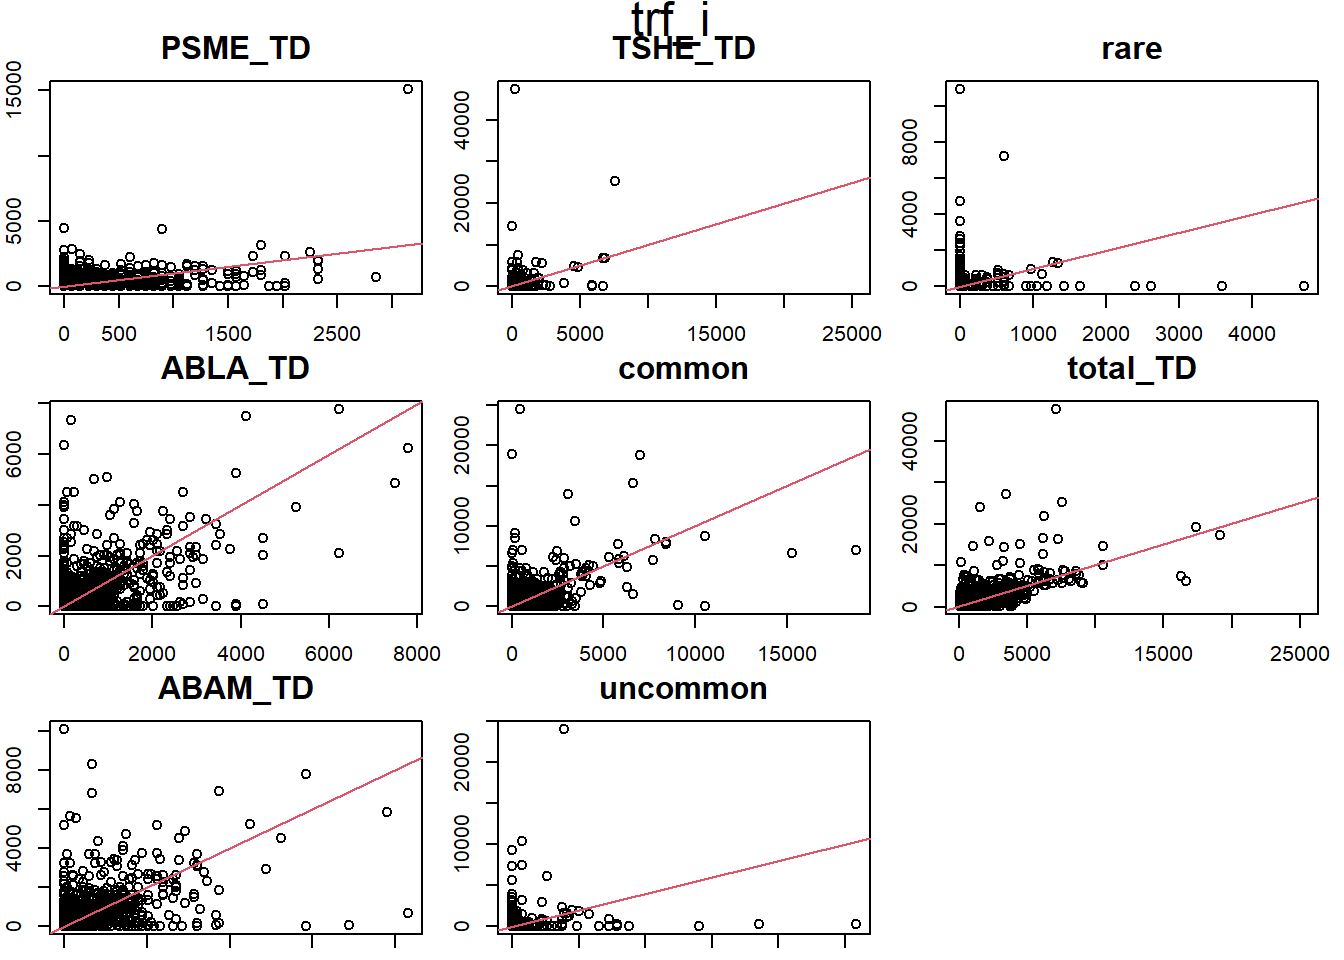 trf_i
PSME_TD
TSHE_TD
rare
0 5000 15000
0 500 1500 2500
0 20000 40000
0 5000 15000 25000
0 4000 8000
0 1000 2000 3000 4000
ABLA_TD
common
total_TD
0 2000 6000
0 2000 4000 6000 8000
0 10000 20000
0 5000 10000 15000
0 20000 40000
0 5000 15000 25000
ABAM_TD
uncommon
0 4000 8000
0 10000 20000